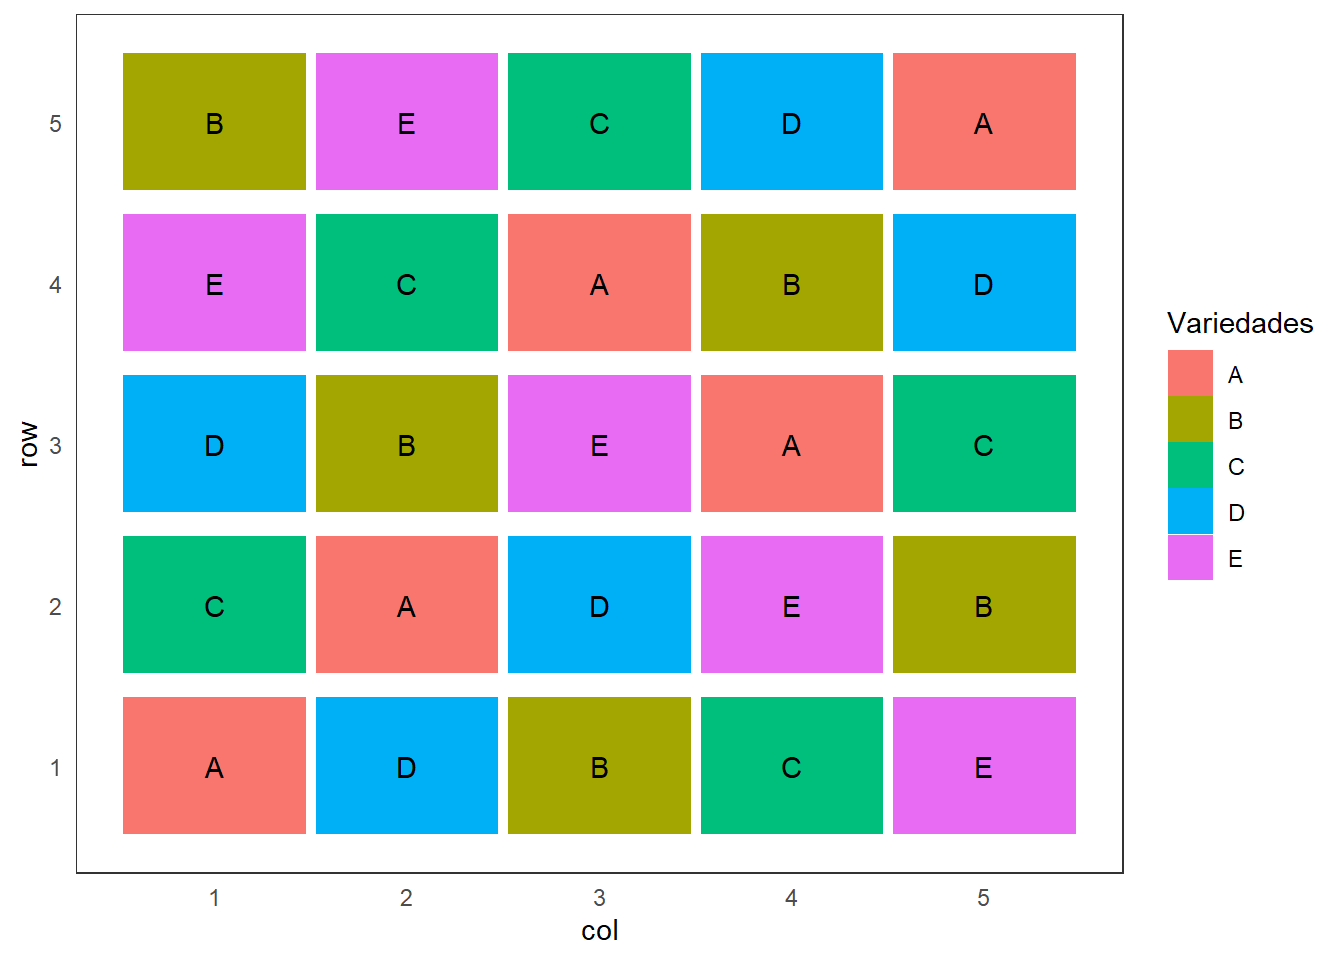 5 B E C D A
4 E C A B D
row
3 D B E A C
2 C A D E B
1 A D B C E
1 2 3 4 5
col
Variedades
A
B
C
D
E